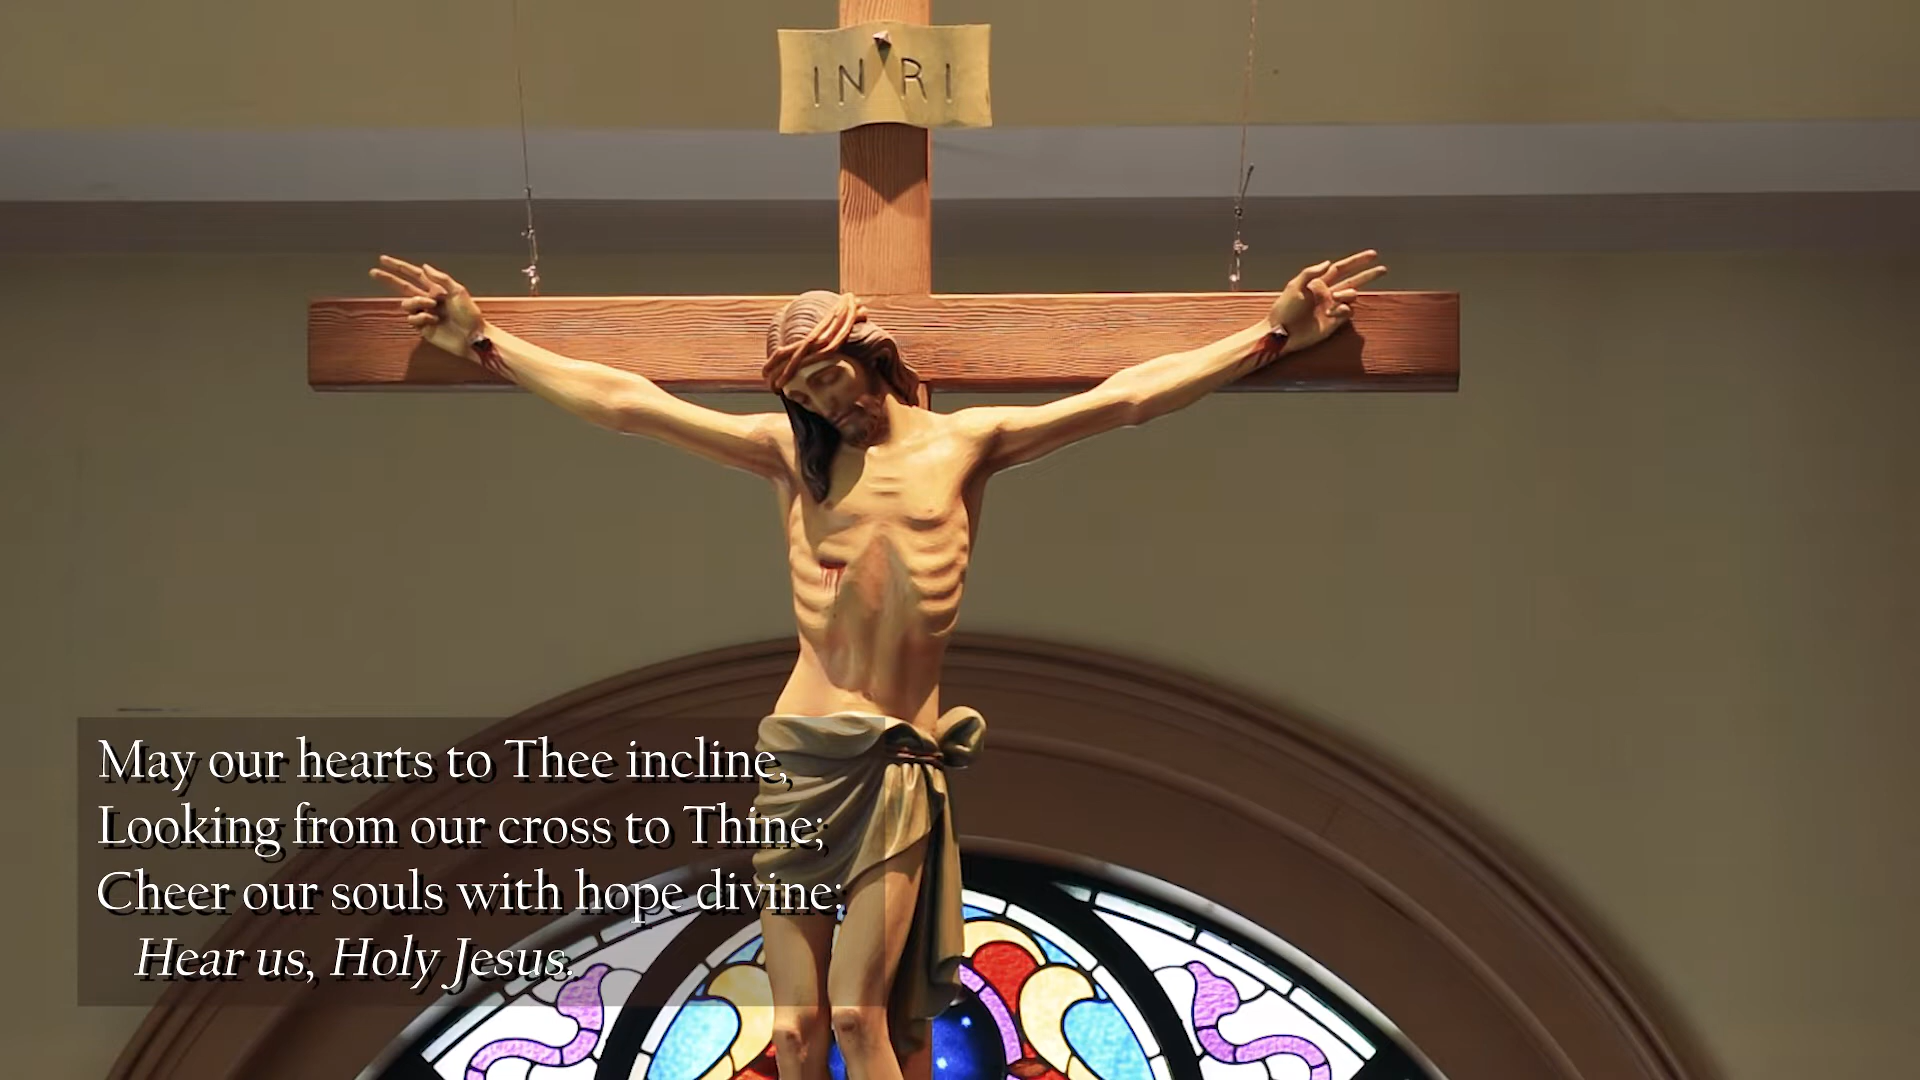 INRI
May our hearts to Thee incline,
Looking from our cross to Thine;
Cheer our souls with hope divine:
Hear us, Holy Jesus.